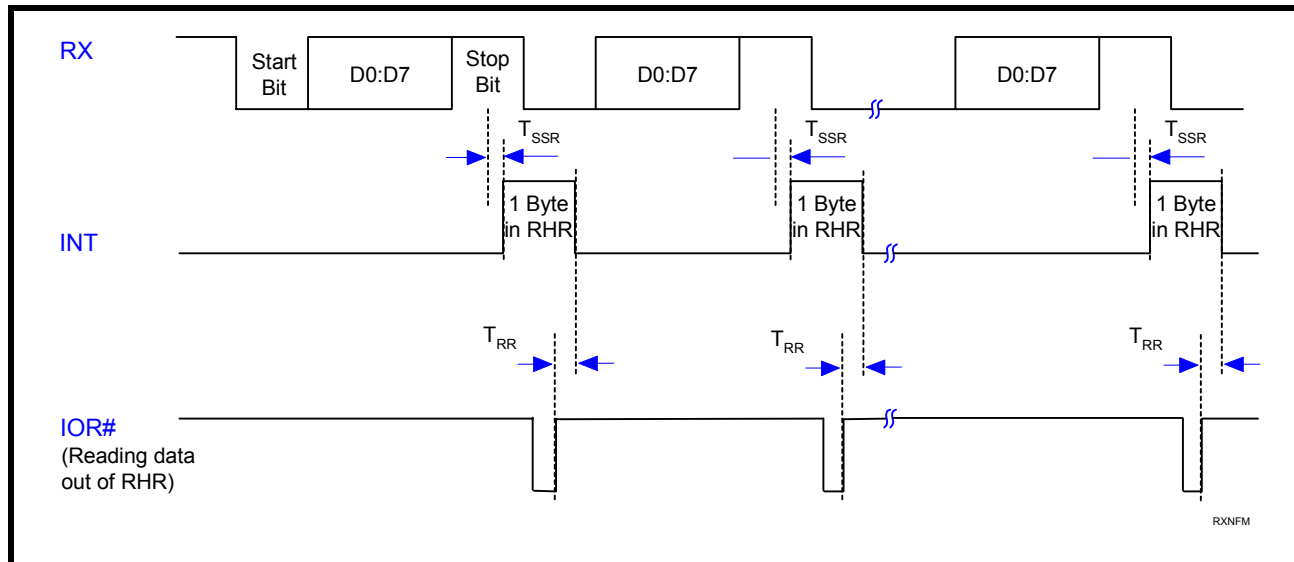 RX
Start
Bit
D0:D7
Stop
Bit
D0:D7
D0:D7
TSSR
TSSR
TSSR
INT
1 Byte
in RHR
1 Byte
in RHR
1 Byte
in RHR
TRR
TRR
TRR
IOR#
(Reading data
out of RHR)
RXNFM